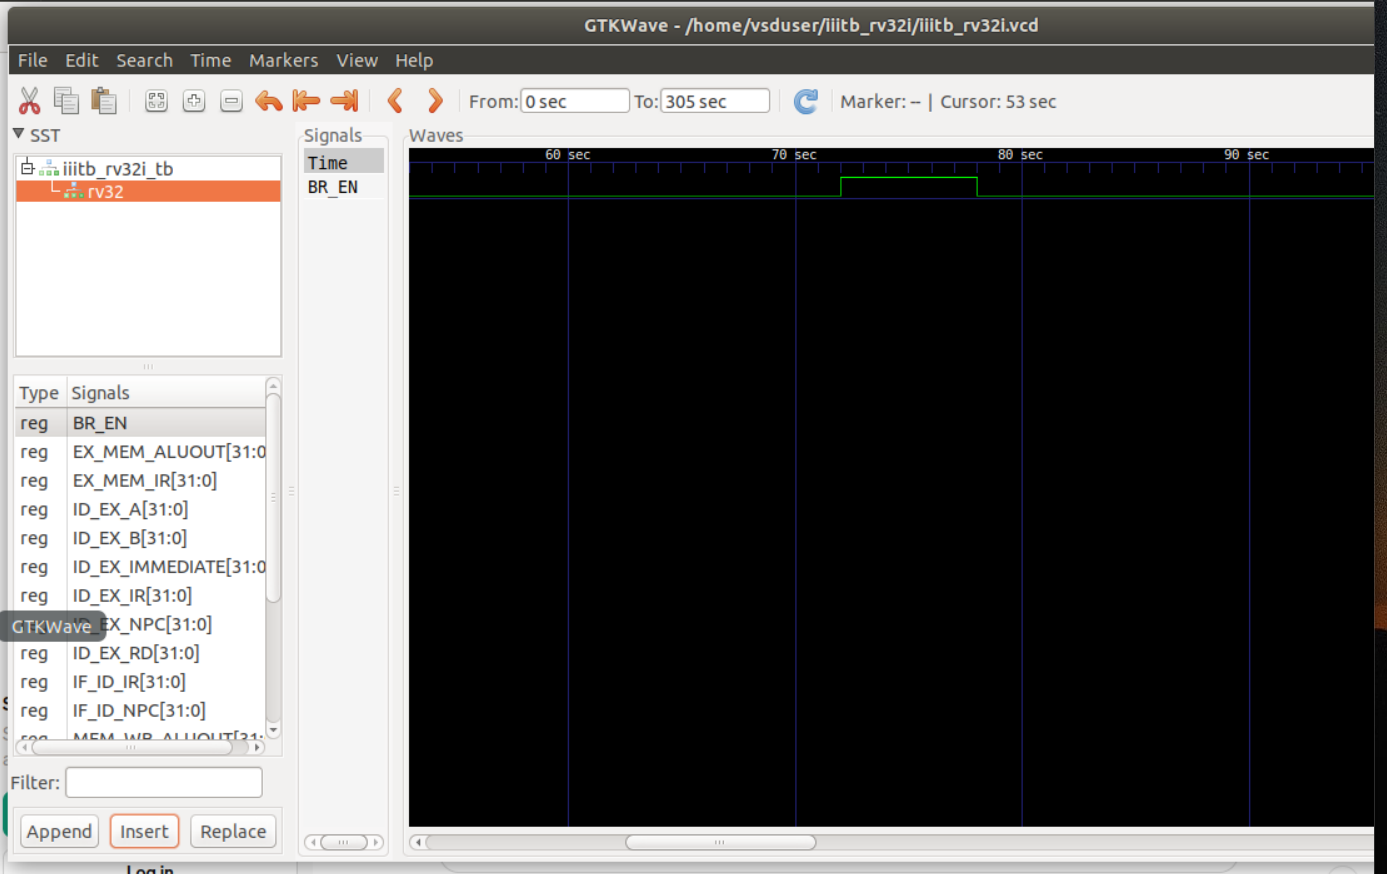 GTKWave - /home/vsduser/iiitb_rv32i/iiitb_rv32i.vcd
File Edit Search Time Markers View Help
From: 0 sec To: 305 sec Marker: -- | Cursor: 53 sec
SST
iiitb_rv32i_tb
rv32
Signals
Time
BR_EN
Waves
60 sec 70 sec 80 sec 90 sec
Type Signals
reg BR_EN
reg EX_MEM_ALUOUT[31:0
reg EX_MEM_IR[31:0]
reg ID_EX_A[31:0]
reg ID_EX_B[31:0]
reg ID_EX_IMMEDIATE[31:0
reg ID_EX_IR[31:0]
GTKWave
EX_NPC[31:0]
reg ID_EX_RD[31:0]
reg IF_ID_IR[31:0]
reg IF_ID_NPC[31:0]
reg MEM_WB_ALUOUT[31:
Filter:
Append Insert Replace
Log in